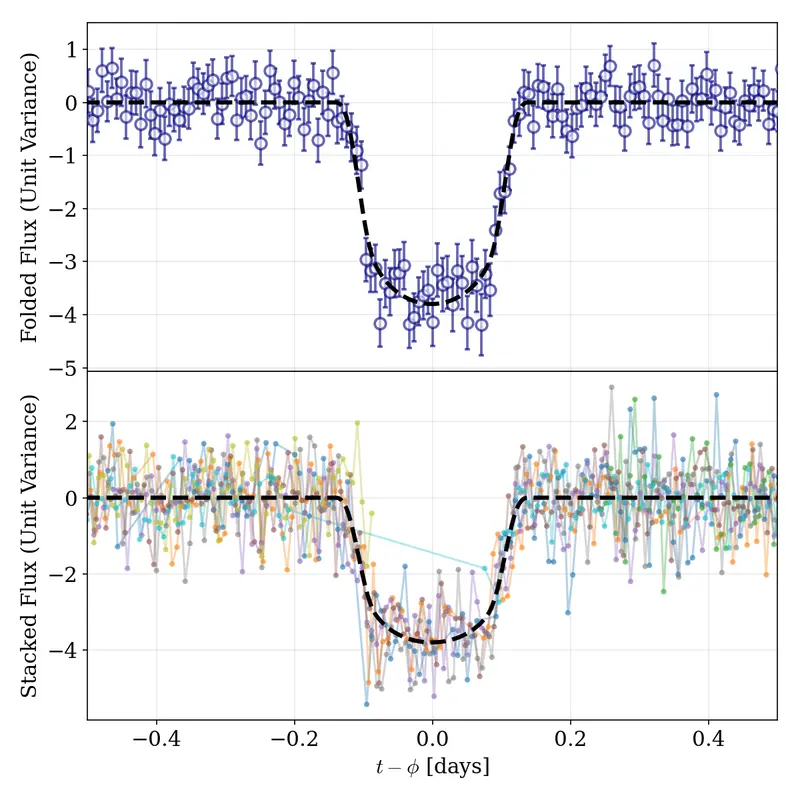 Folded Flux (Unit Variance)
1
0
−1
−2
−3
−4
−5
Stacked Flux (Unit Variance)
2
0
−2
−4
−0.4 −0.2 0.0 0.2 0.4
t − ϕ [days]